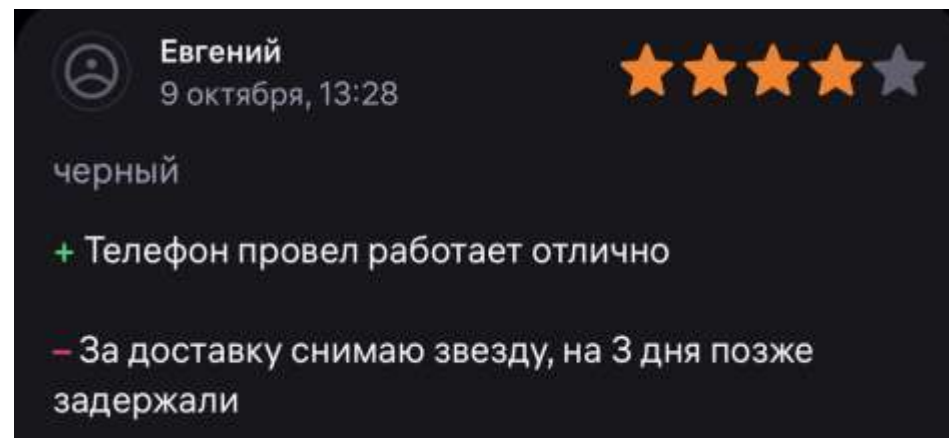 Евгений
9 октября, 13:28
черный
+ Телефон провел работает отлично
– За доставку снимаю звезду, на 3 дня позже
задержали